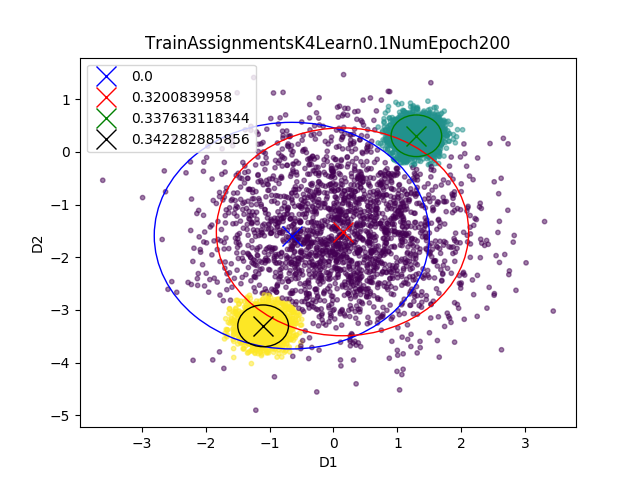 TrainAssignmentsK4Learn0.1NumEpoch200
0.0
0.3200839958
0.337633118344
0.342282885856
1
0
−1
−2
−3
−4
−5
D2
−3 −2 −1 0 1 2 3
D1